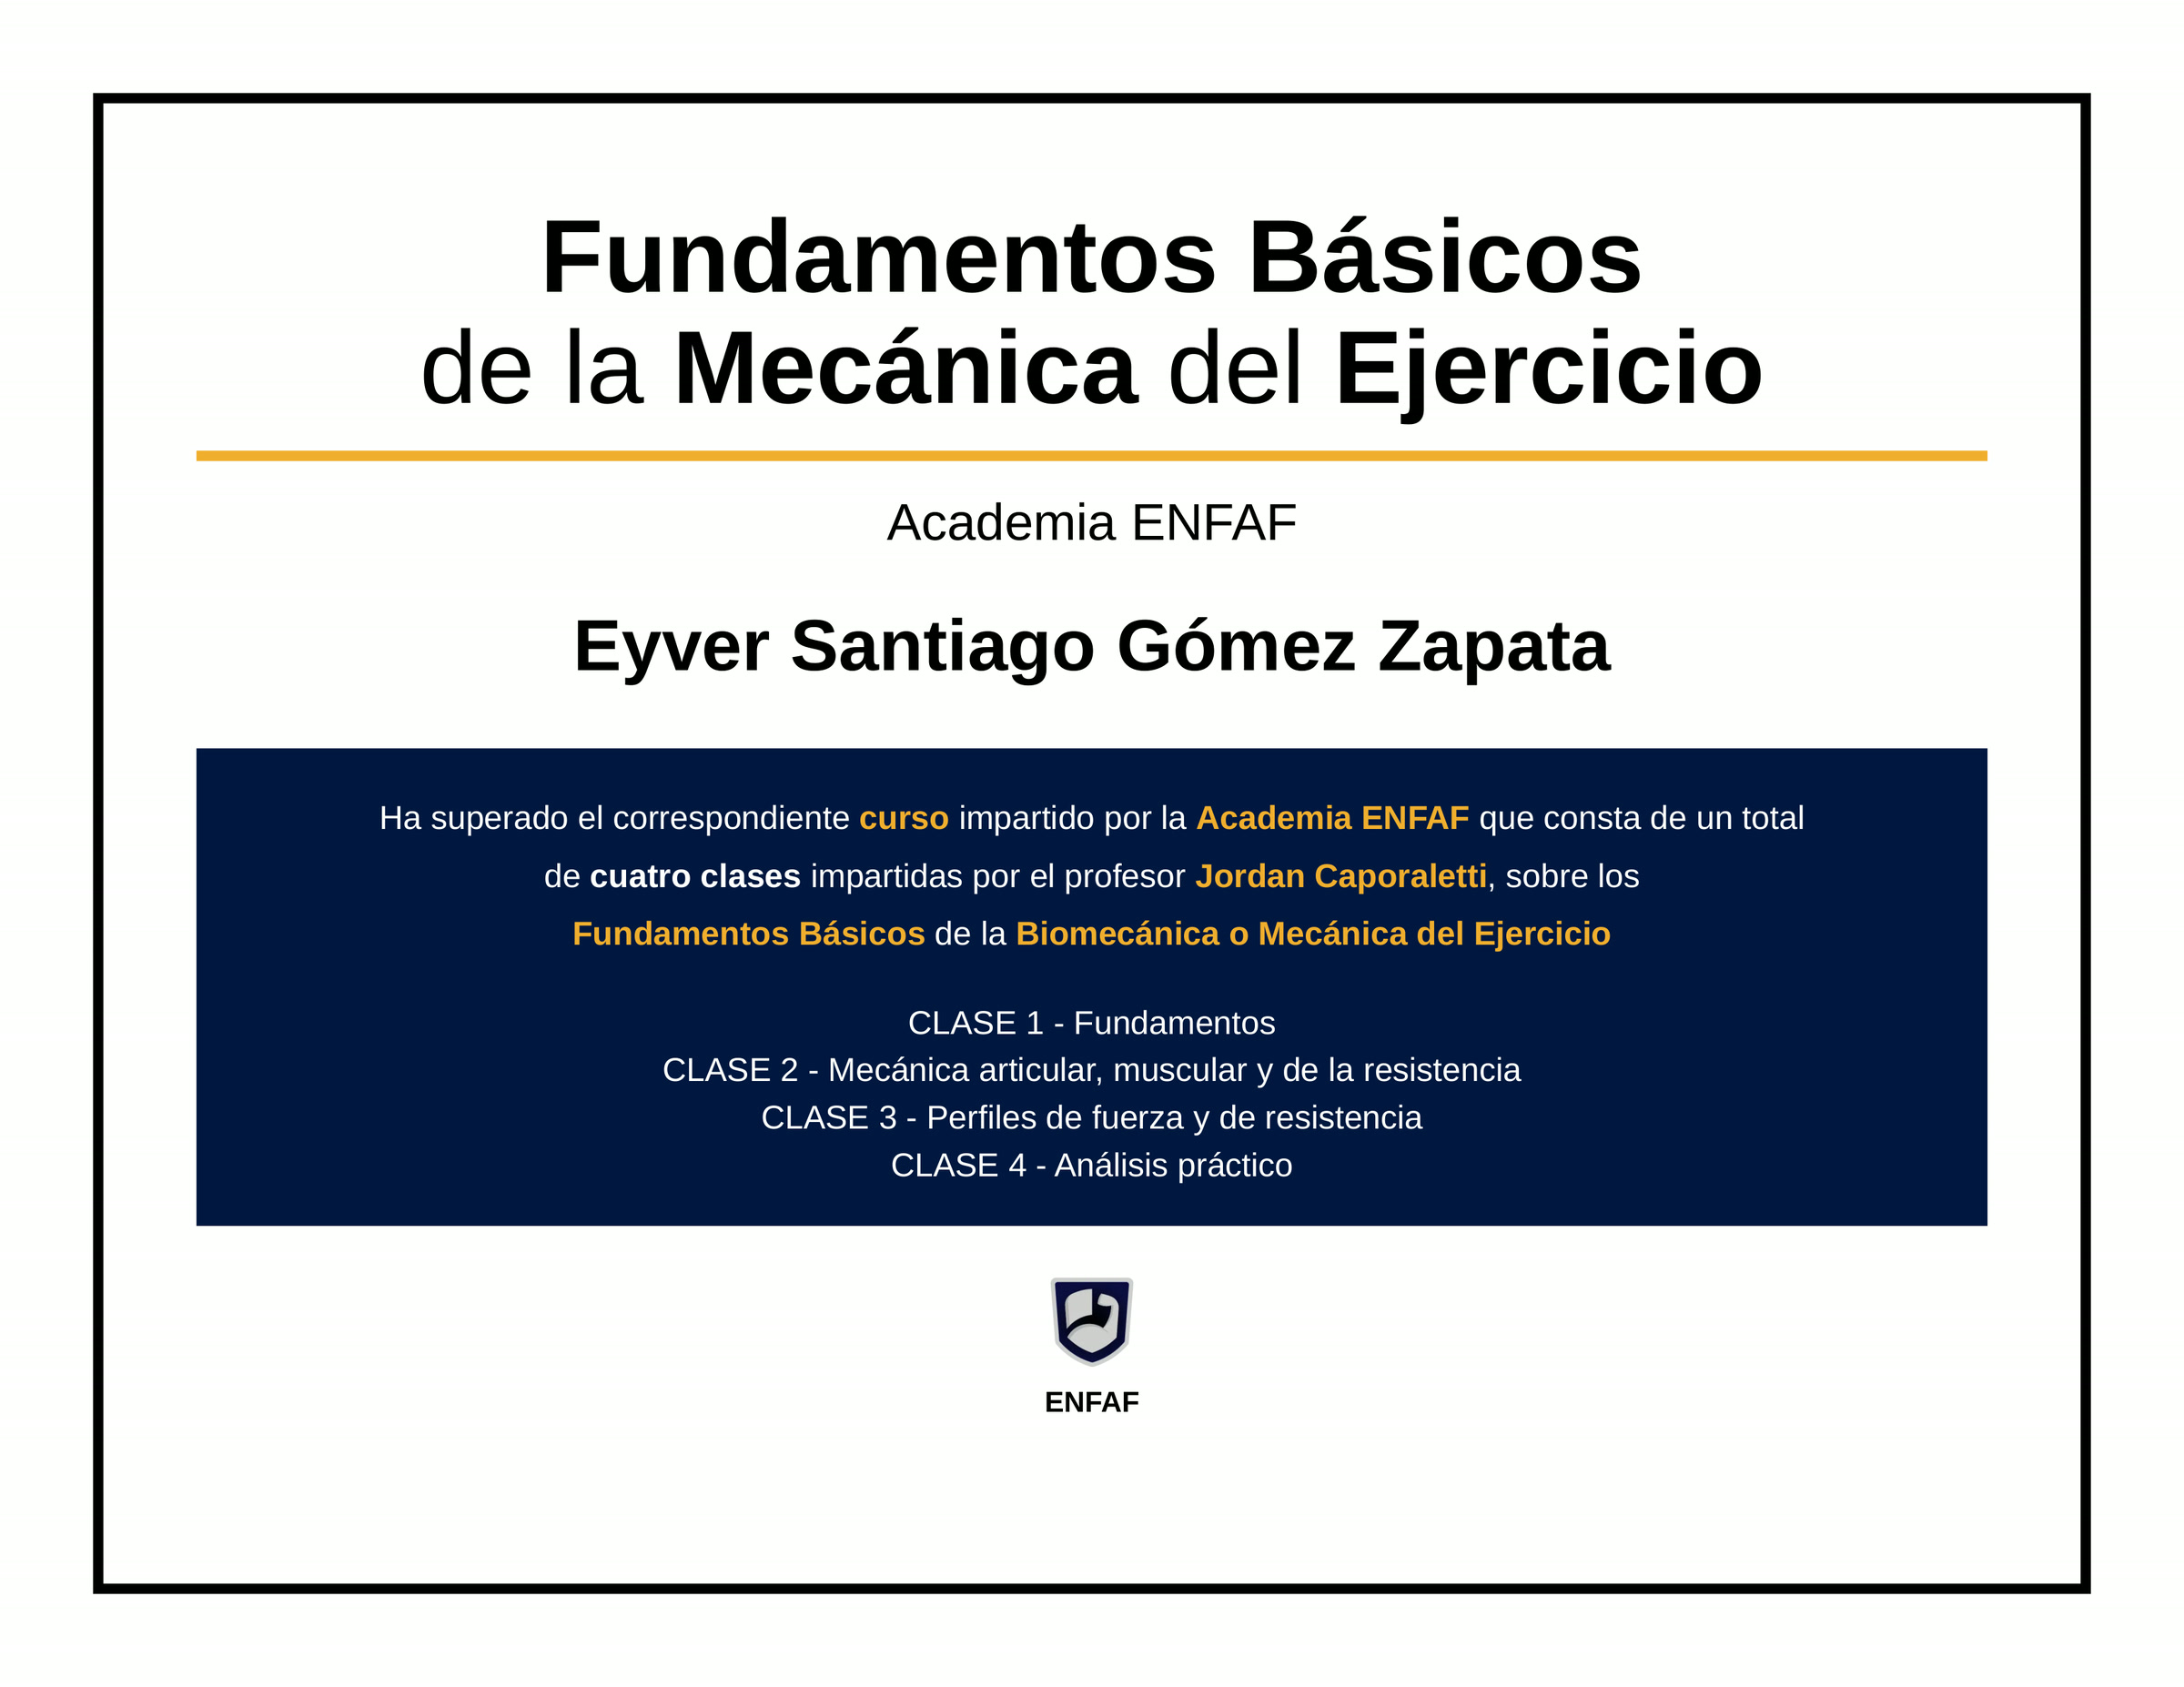 Fundamentos Básicos
de la Mecánica del Ejercicio
Academia ENFAF
Eyver Santiago Gómez Zapata
Ha superado el correspondiente curso impartido por la Academia ENFAF que consta de un total
de cuatro clases impartidas por el profesor Jordan Caporaletti, sobre los
Fundamentos Básicos de la Biomecánica o Mecánica del Ejercicio
CLASE 1 - Fundamentos
CLASE 2 - Mecánica articular, muscular y de la resistencia
CLASE 3 - Perfiles de fuerza y de resistencia
CLASE 4 - Análisis práctico
ENFAF